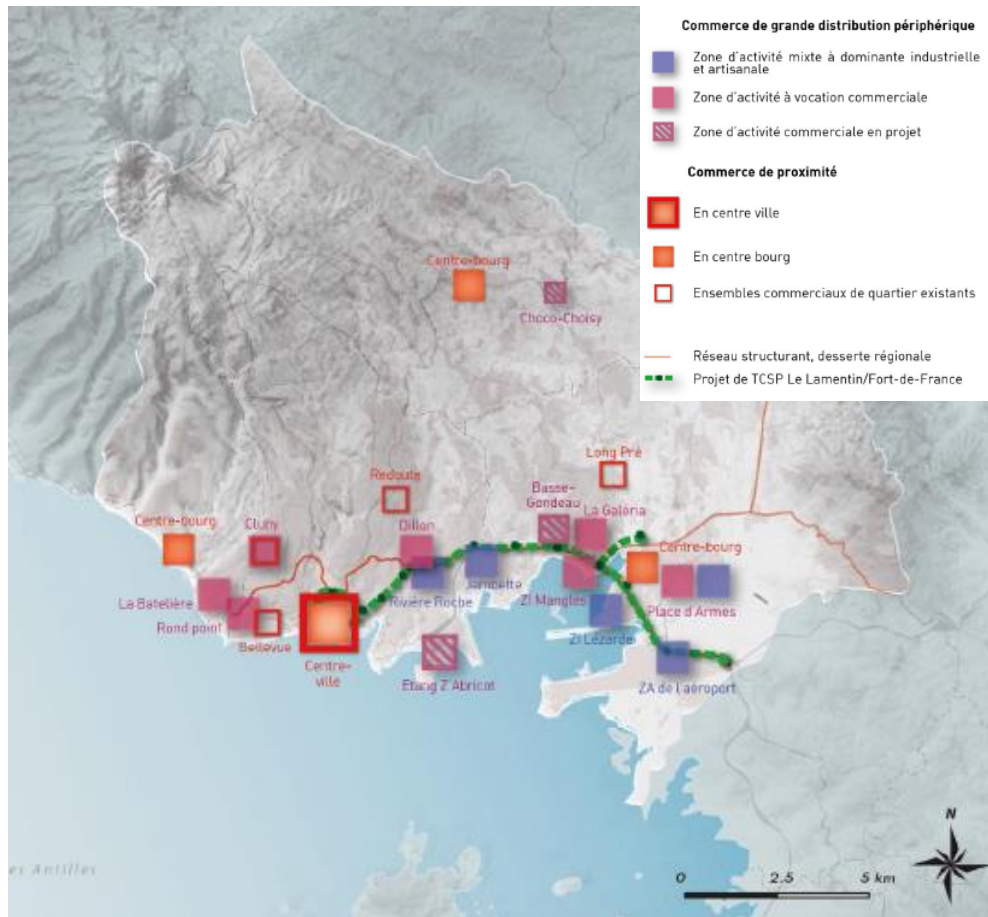 Commerce de grande distribution périphérique
Zone d'activité mixte à dominante industrielle
et artisanale
Zone d'activité à vocation commerciale
Zone d'activité commerciale en projet
Commerce de proximité
En centre ville
En centre bourg
Ensembles commerciaux de quartier existants
Réseau structurant, desserte régionale
Projet de TCSP Le Lamentin/Fort-de-France
Centre-bourg
Choco-Choisy
Long Pré
Redoute
Basse-
Gondeau
La Galéria
Centre-bourg
Cluny
Dillon
Centre-bourg
Jambette
La Batelière
Rivière Roche
ZI Mangles
Place d'Armes
Rond point
Bellevue
ZI Lézarde
Centre-
ville
Etang Z'Abricot
ZA de l'aéroport
N
es Antilles
0 2.5 5 km